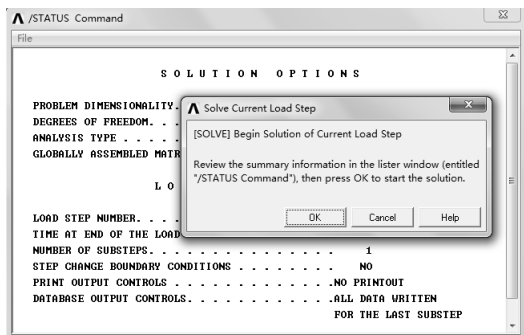 /STATUS Command
File
SOLUTION OPTIONS
PROBLEM DIMENSIONALITY.
DEGREES OF FREEDOM. . .
ANALYSIS TYPE . . . . .
GLOBALLY ASSEMBLED MATR
L O
Solve Current Load Step
[SOLVE] Begin Solution of Current Load Step
Review the summary information in the lister window (entitled
"/STATUS Command"), then press OK to start the solution.
OK Cancel Help
LOAD STEP NUMBER. . . .
TIME AT END OF THE LOAD
NUMBER OF SUBSTEPS. . . . . . . . . . . . . . . 1
STEP CHANGE BOUNDARY CONDITIONS . . . . . . . . NO
PRINT OUTPUT CONTROLS . . . . . . . . . . . . .NO PRINTOUT
DATABASE OUTPUT CONTROLS. . . . . . . . . . . .ALL DATA WRITTEN
FOR THE LAST SUBSTEP